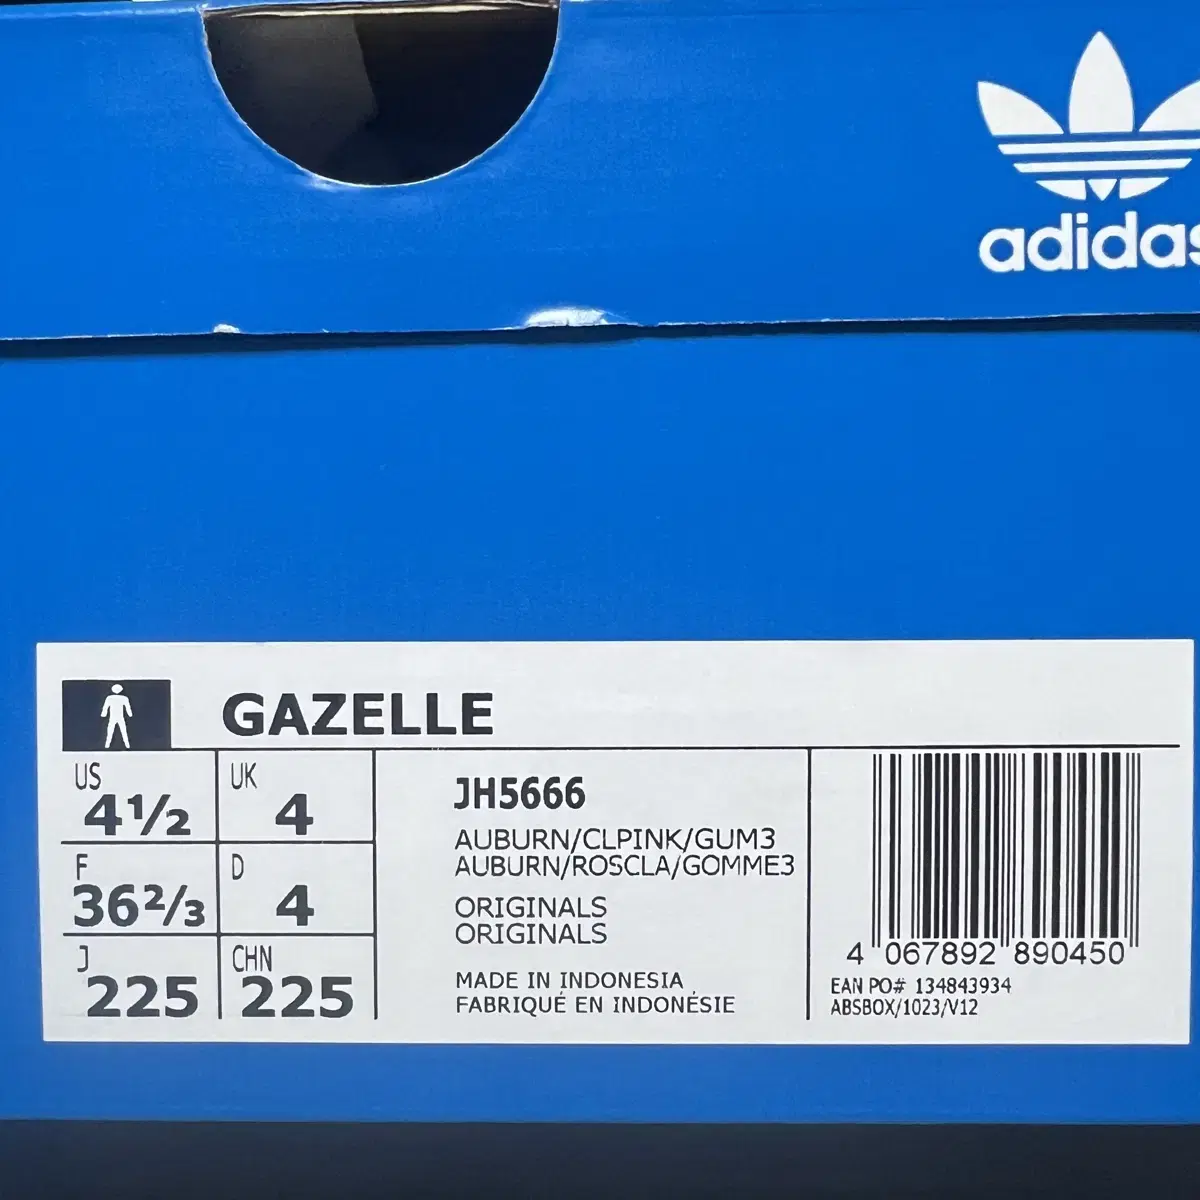 adidas
GAZELLE
US
4½
UK
4
F
36⅔
D
4
J
225
CHN
225
JH5666
AUBURN/CLPINK/GUM3
AUBURN/ROSCLA/GOMME3
ORIGINALS
ORIGINALS
MADE IN INDONESIA
FABRIQUÉ EN INDONÉSIE
4 067892 890450
EAN PO# 134843934
ABSBOX/1023/V12